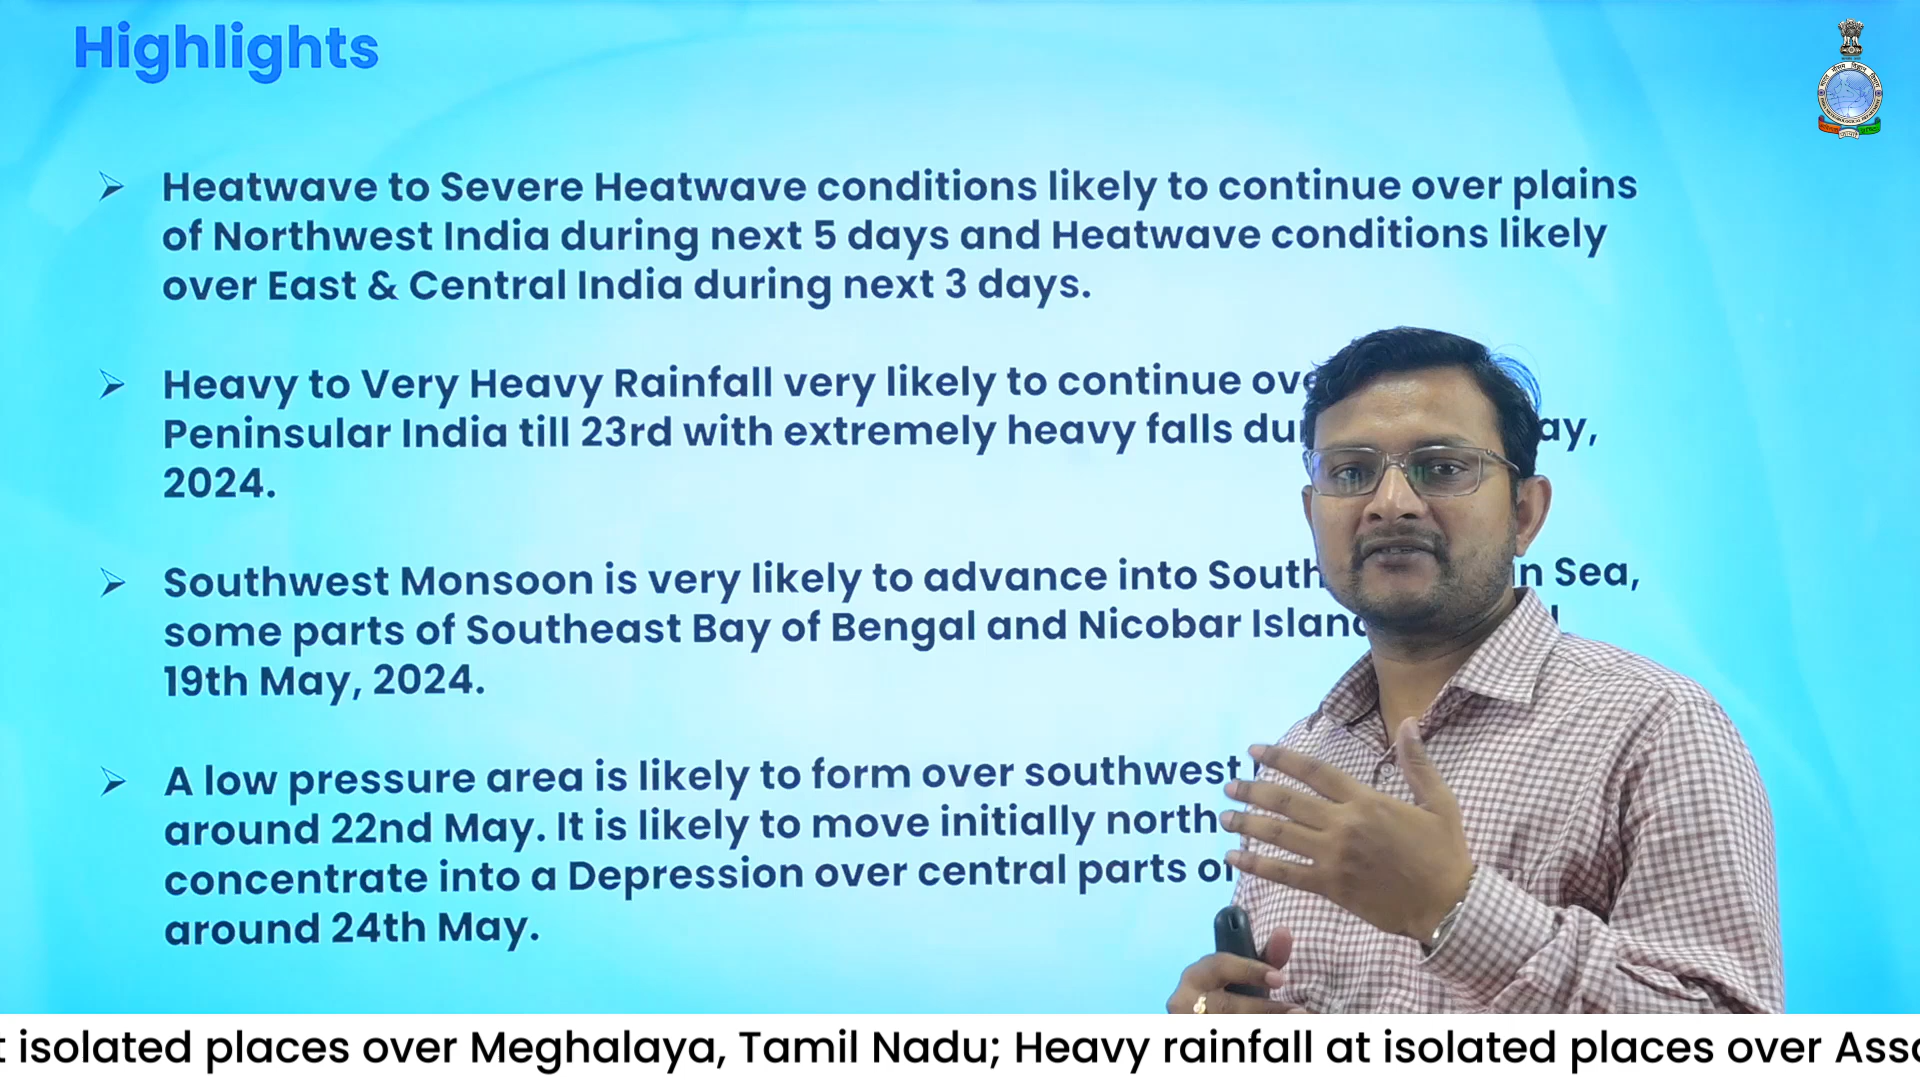 Highlights
➢ Heatwave to Severe Heatwave conditions likely to continue over plains
of Northwest India during next 5 days and Heatwave conditions likely
over East & Central India during next 3 days.
➢ Heavy to Very Heavy Rainfall very likely to continue
Peninsular India till 23rd with extremely heavy falls
2024.
➢ Southwest Monsoon is very likely to advance into Sea,
some parts of Southeast Bay of Bengal and Nicobar
19th May, 2024.
➢ A low pressure area is likely to form over southwest
around 22nd May. It is likely to move initially
concentrate into a Depression over central parts
around 24th May.
isolated places over Meghalaya, Tamil Nadu; Heavy rainfall at isolated places over